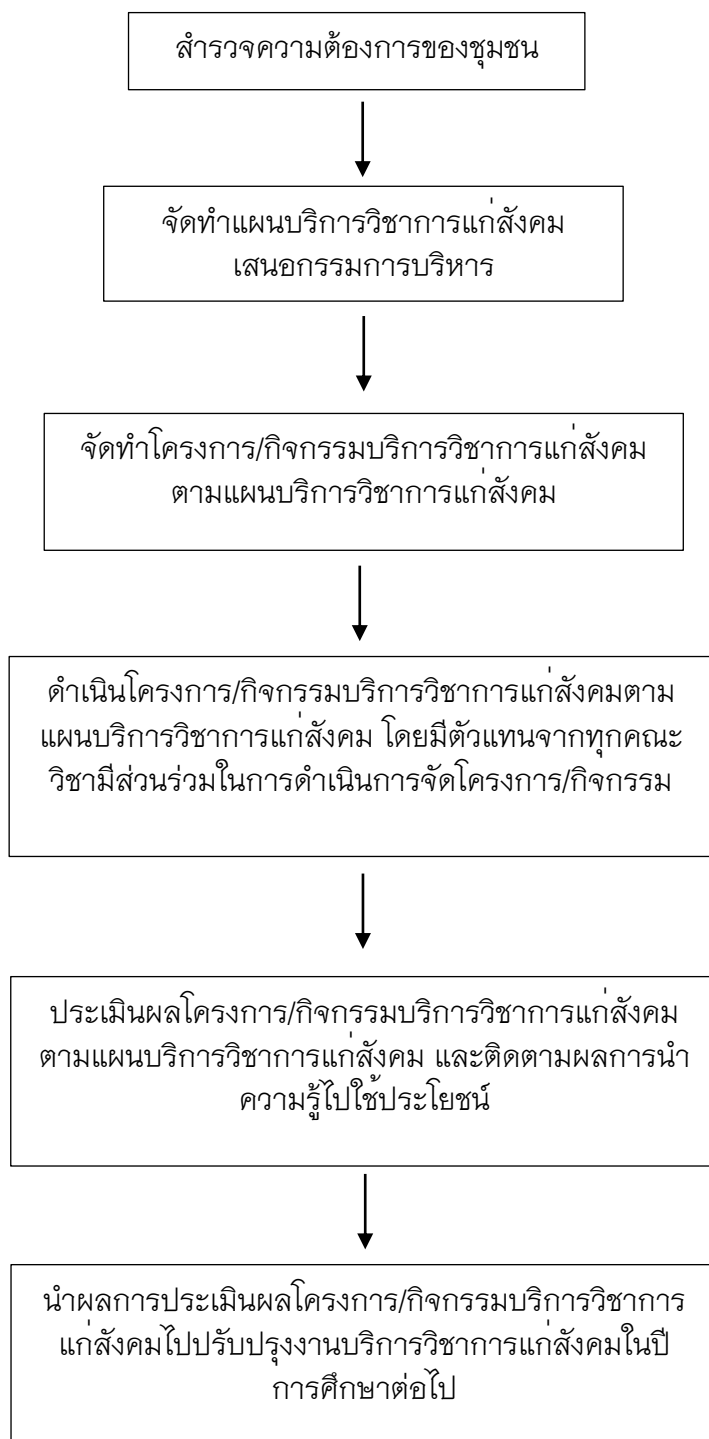 สำรวจความต้องการของชุมชน
จัดทำแผนบริการวิชาการแก่สังคม
เสนอกรรมการบริหาร
จัดทำโครงการ/กิจกรรมบริการวิชาการแก่สังคม
ตามแผนบริการวิชาการแก่สังคม
ดำเนินโครงการ/กิจกรรมบริการวิชาการแก่สังคมตาม
แผนบริการวิชาการแก่สังคม โดยมีตัวแทนจากทุกคณะ
วิชามีส่วนร่วมในการดำเนินการจัดโครงการ/กิจกรรม
ประเมินผลโครงการ/กิจกรรมบริการวิชาการแก่สังคม
ตามแผนบริการวิชาการแก่สังคม และติดตามผลการนำ
ความรู้ไปใช้ประโยชน์
นำผลการประเมินผลโครงการ/กิจกรรมบริการวิชาการ
แก่สังคมไปปรับปรุงงานบริการวิชาการแก่สังคมในปี
การศึกษาต่อไป